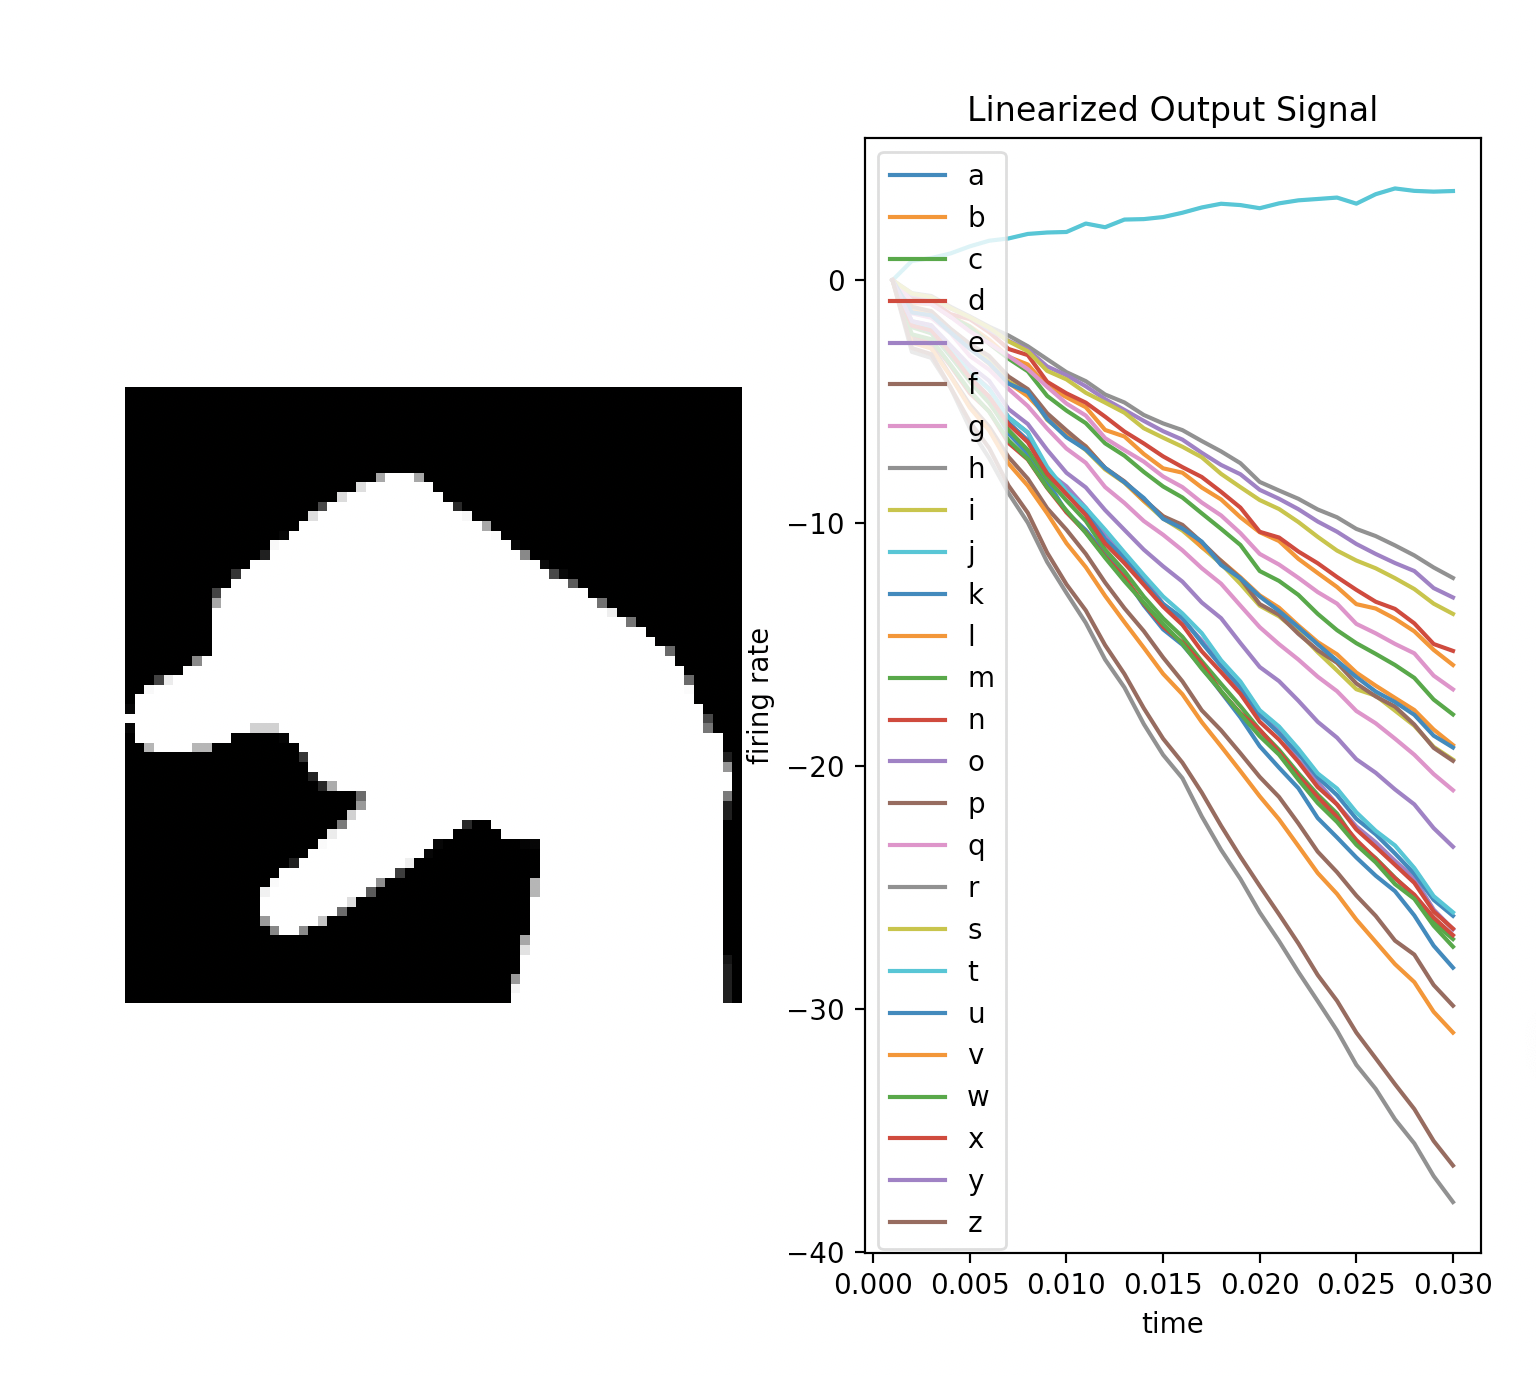 Linearized Output Signal
a
b
c
d
e
f
g
h
i
j
k
l
m
n
o
p
q
r
s
t
u
v
w
x
y
z
firing rate
0
−10
−20
−30
−40
0.000 0.005 0.010 0.015 0.020 0.025 0.030
time